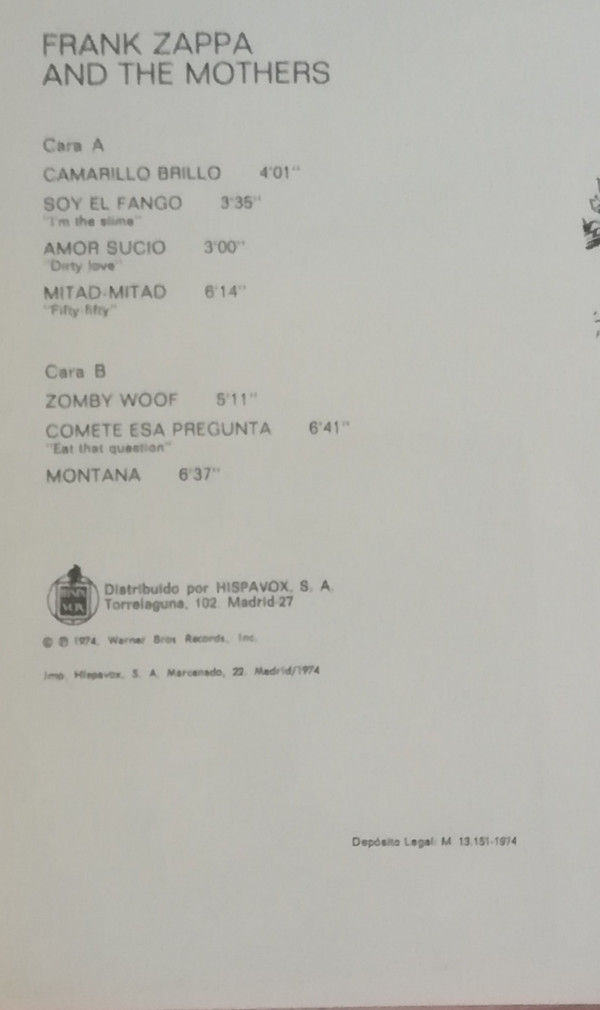 FRANK ZAPPA
AND THE MOTHERS
Cara A
CAMARILLO BRILLO 4'01"
SOY EL FANGO 3'35"
"I'm the slime"
AMOR SUCIO 3'00"
"Dirty love"
MITAD-MITAD 6'14"
"Fifty-fifty"
Cara B
ZOMBY WOOF 5'11"
COMETE ESA PREGUNTA 6'41"
"Eat that question"
MONTANA 6'37"
HISPA
VOX
Distribuido por HISPAVOX, S. A.
Torrelaguna, 102. Madrid-27
© ℗ 1974, Warner Bros Records, Inc.
Imp. Hispavox, S. A. Marcenado, 22. Madrid/1974
Depósito Legal: M. 13.151-1974